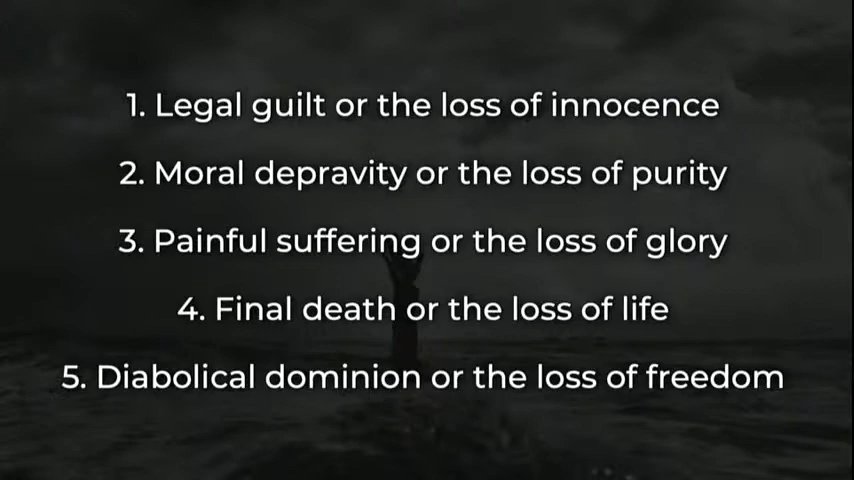 1. Legal guilt or the loss of innocence
2. Moral depravity or the loss of purity
3. Painful suffering or the loss of glory
4. Final death or the loss of life
5. Diabolical dominion or the loss of freedom